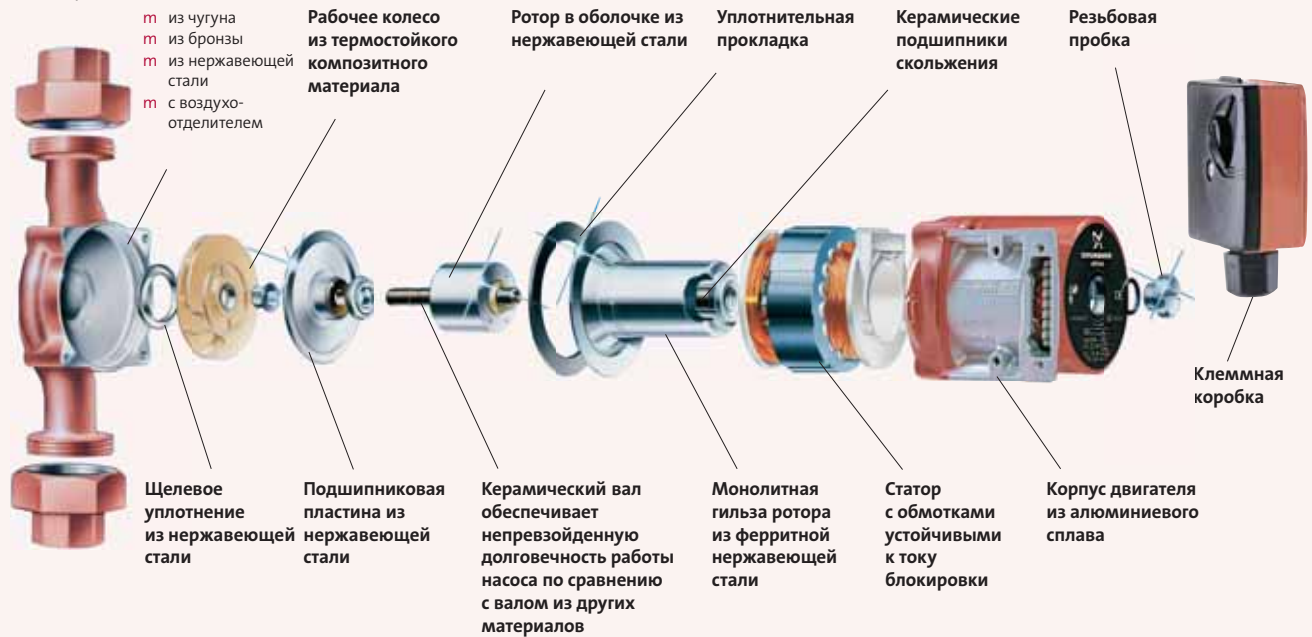 m из чугуна
m из бронзы
m из нержавеющей
стали
m с воздухо-
отделителем
Рабочее колесо
из термостойкого
композитного
материала
Ротор в оболочке из
нержавеющей стали
Уплотнительная
прокладка
Керамические
подшипники
скольжения
Резьбовая
пробка
Клеммная
коробка
Щелевое
уплотнение
из нержавеющей
стали
Подшипниковая
пластина из
нержавеющей
стали
Керамический вал
обеспечивает
непревзойденную
долговечность работы
насоса по сравнению
с валом из других
материалов
Монолитная
гильза ротора
из ферритной
нержавеющей
стали
Статор
с обмотками
устойчивыми
к току
блокировки
Корпус двигателя
из алюминиевого
сплава
GRUNDFOS